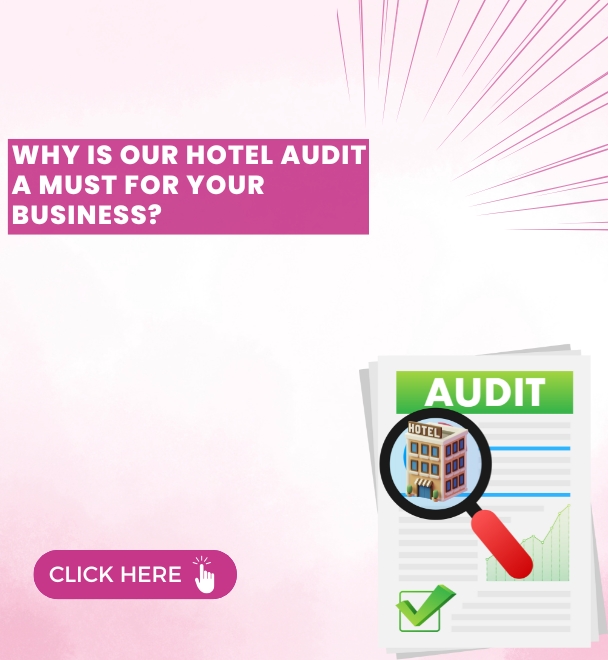 WHY IS OUR HOTEL AUDIT
A MUST FOR YOUR
BUSINESS?
AUDIT
HOTEL
CLICK HERE